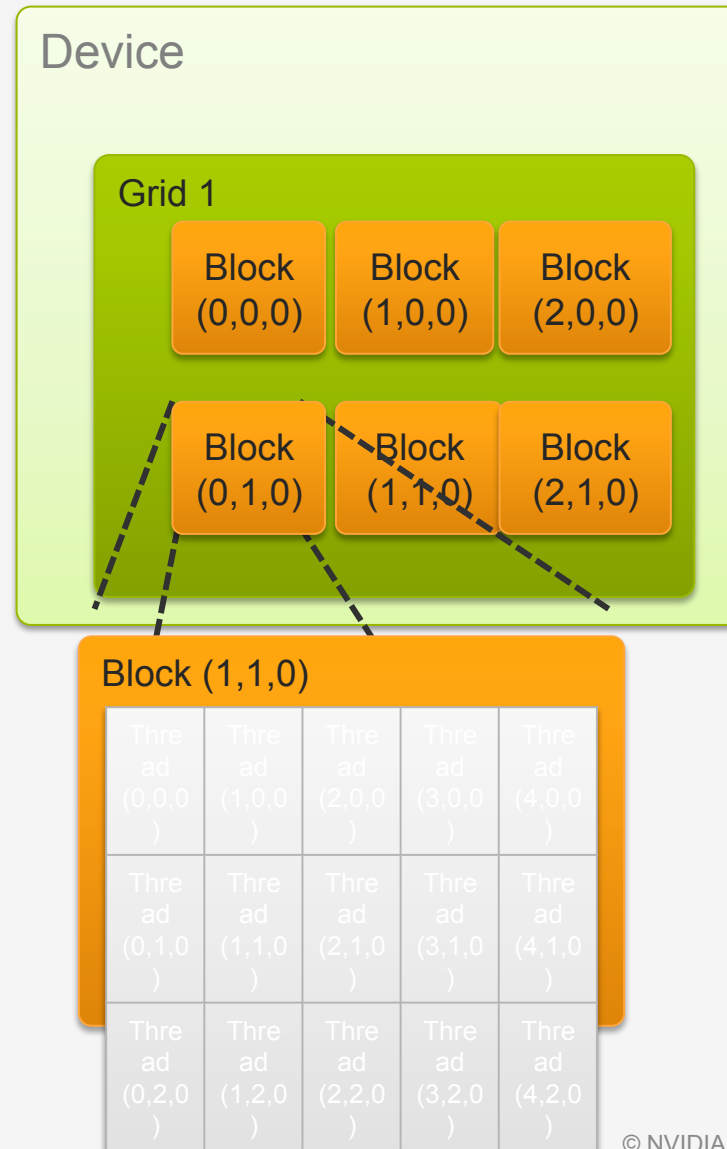 Device
Grid 1
Block
(0,0,0)
Block
(1,0,0)
Block
(2,0,0)
Block
(0,1,0)
Block
(1,1,0)
Block
(2,1,0)
Block (1,1,0)
Thre
ad
(0,0,0
)
Thre
ad
(1,0,0
)
Thre
ad
(2,0,0
)
Thre
ad
(3,0,0
)
Thre
ad
(4,0,0
)
Thre
ad
(0,1,0
)
Thre
ad
(1,1,0
)
Thre
ad
(2,1,0
)
Thre
ad
(3,1,0
)
Thre
ad
(4,1,0
)
Thre
ad
(0,2,0
)
Thre
ad
(1,2,0
)
Thre
ad
(2,2,0
)
Thre
ad
(3,2,0
)
Thre
ad
(4,2,0
)
© NVIDIA